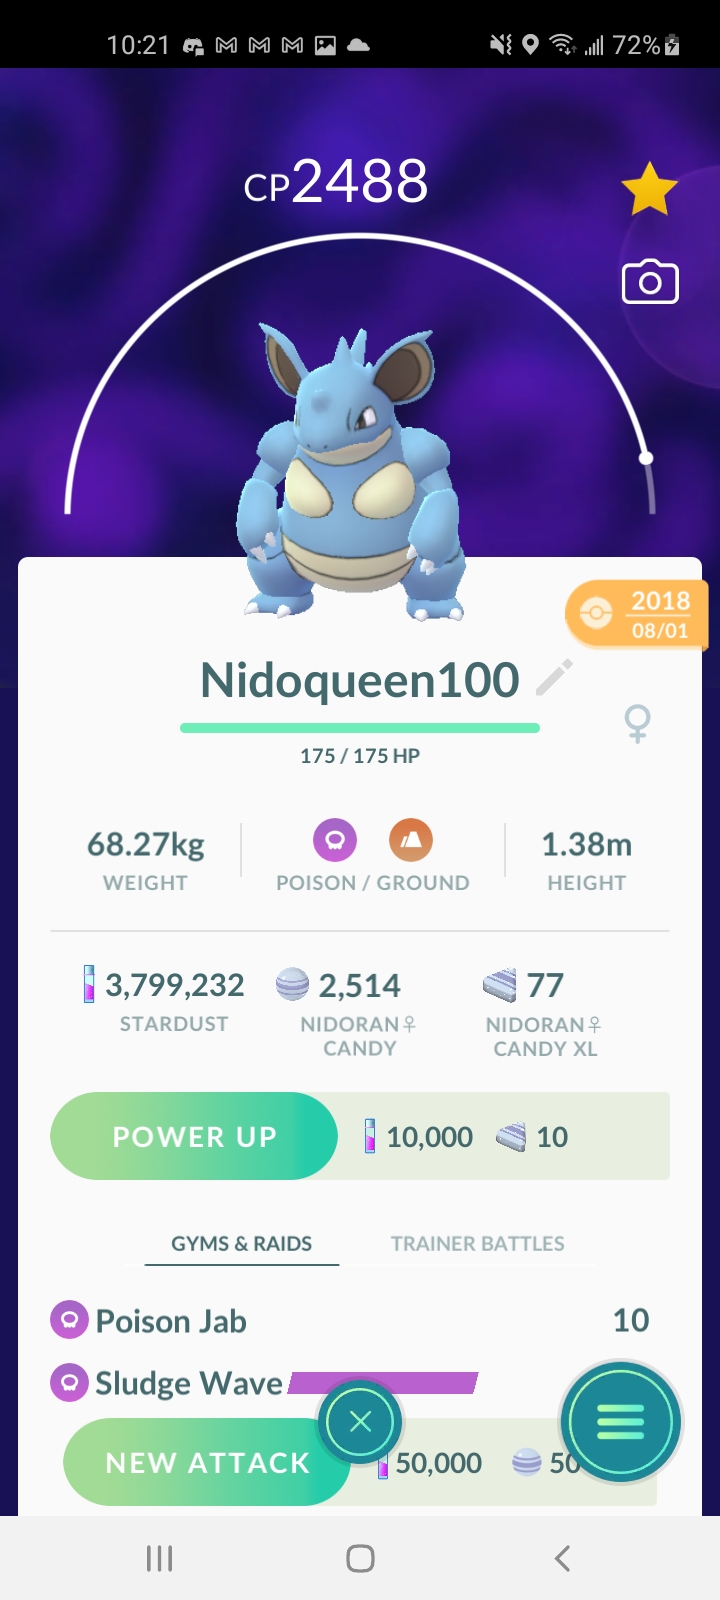 10:21
72%
CP2488
2018
08/01
Nidoqueen100
175 / 175 HP
68.27kg
WEIGHT
POISON / GROUND
1.38m
HEIGHT
3,799,232
STARDUST
2,514
NIDORAN♀
CANDY
77
NIDORAN♀
CANDY XL
POWER UP
10,000
10
GYMS & RAIDS
TRAINER BATTLES
Poison Jab
10
Sludge Wave
NEW ATTACK
50,000
50